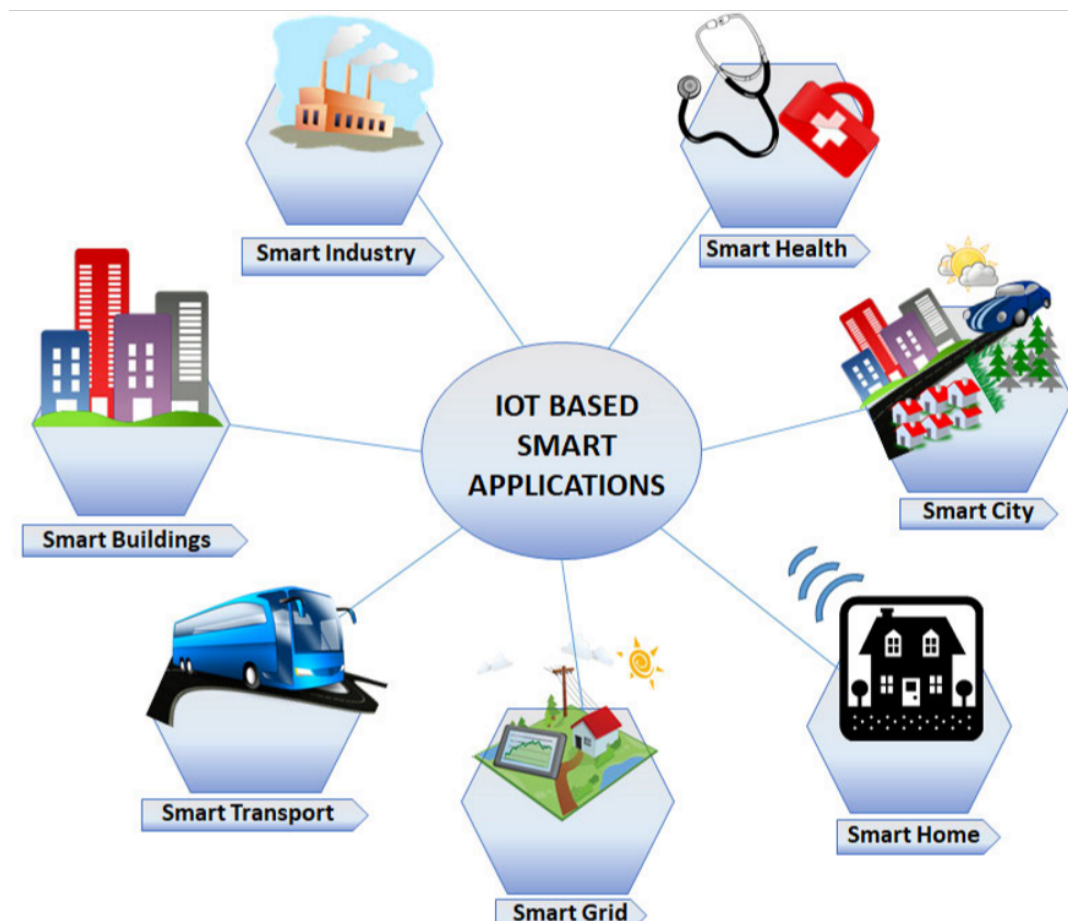 Smart Industry
Smart Health
IOT BASED
SMART
APPLICATIONS
Smart Buildings
Smart City
Smart Transport
Smart Home
Smart Grid